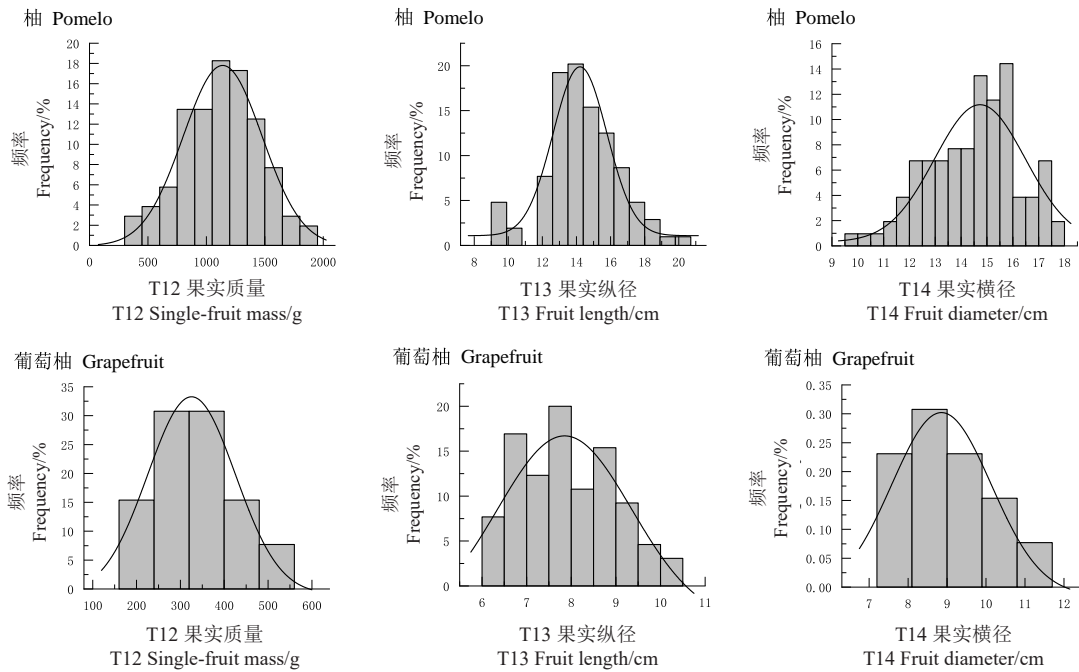 柚 Pomelo
柚 Pomelo
柚 Pomelo
20
18
16
14
12
10
8
6
4
2
0
频率
Frequency/%
0 500 1000 1500 2000
T12 果实质量
T12 Single-fruit mass/g
20
15
10
5
0
频率
Frequency/%
8 10 12 14 16 18 20
T13 果实纵径
T13 Fruit length/cm
16
14
12
10
8
6
4
2
0
频率
Frequency/%
9 10 11 12 13 14 15 16 17 18
T14 果实横径
T14 Fruit diameter/cm
葡萄柚 Grapefruit
葡萄柚 Grapefruit
葡萄柚 Grapefruit
35
30
25
20
15
10
5
0
频率
Frequency/%
100 200 300 400 500 600
T12 果实质量
T12 Single-fruit mass/g
20
15
10
5
0
频率
Frequency/%
6 7 8 9 10 11
T13 果实纵径
T13 Fruit length/cm
0.35
0.30
0.25
0.20
0.15
0.10
0.05
0.00
频率
Frequency/%
7 8 9 10 11 12
T14 果实横径
T14 Fruit diameter/cm